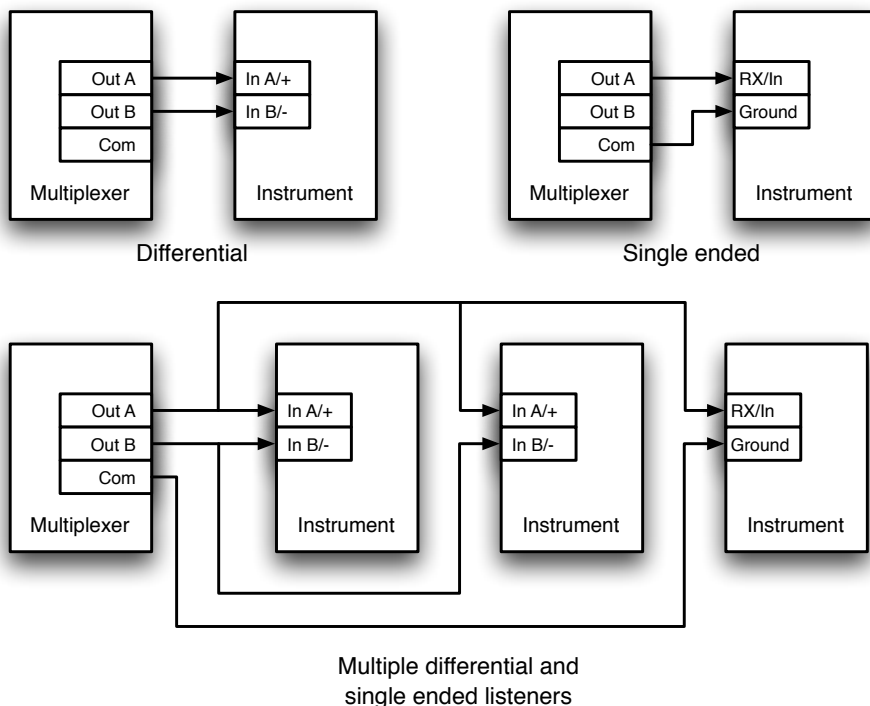 Out A
Out B
Com
Multiplexer
In A/+
In B/-
Instrument
Differential
Out A
Out B
Com
Multiplexer
RX/In
Ground
Instrument
Single ended
Out A
Out B
Com
Multiplexer
In A/+
In B/-
Instrument
In A/+
In B/-
Instrument
RX/In
Ground
Instrument
Multiple differential and
single ended listeners